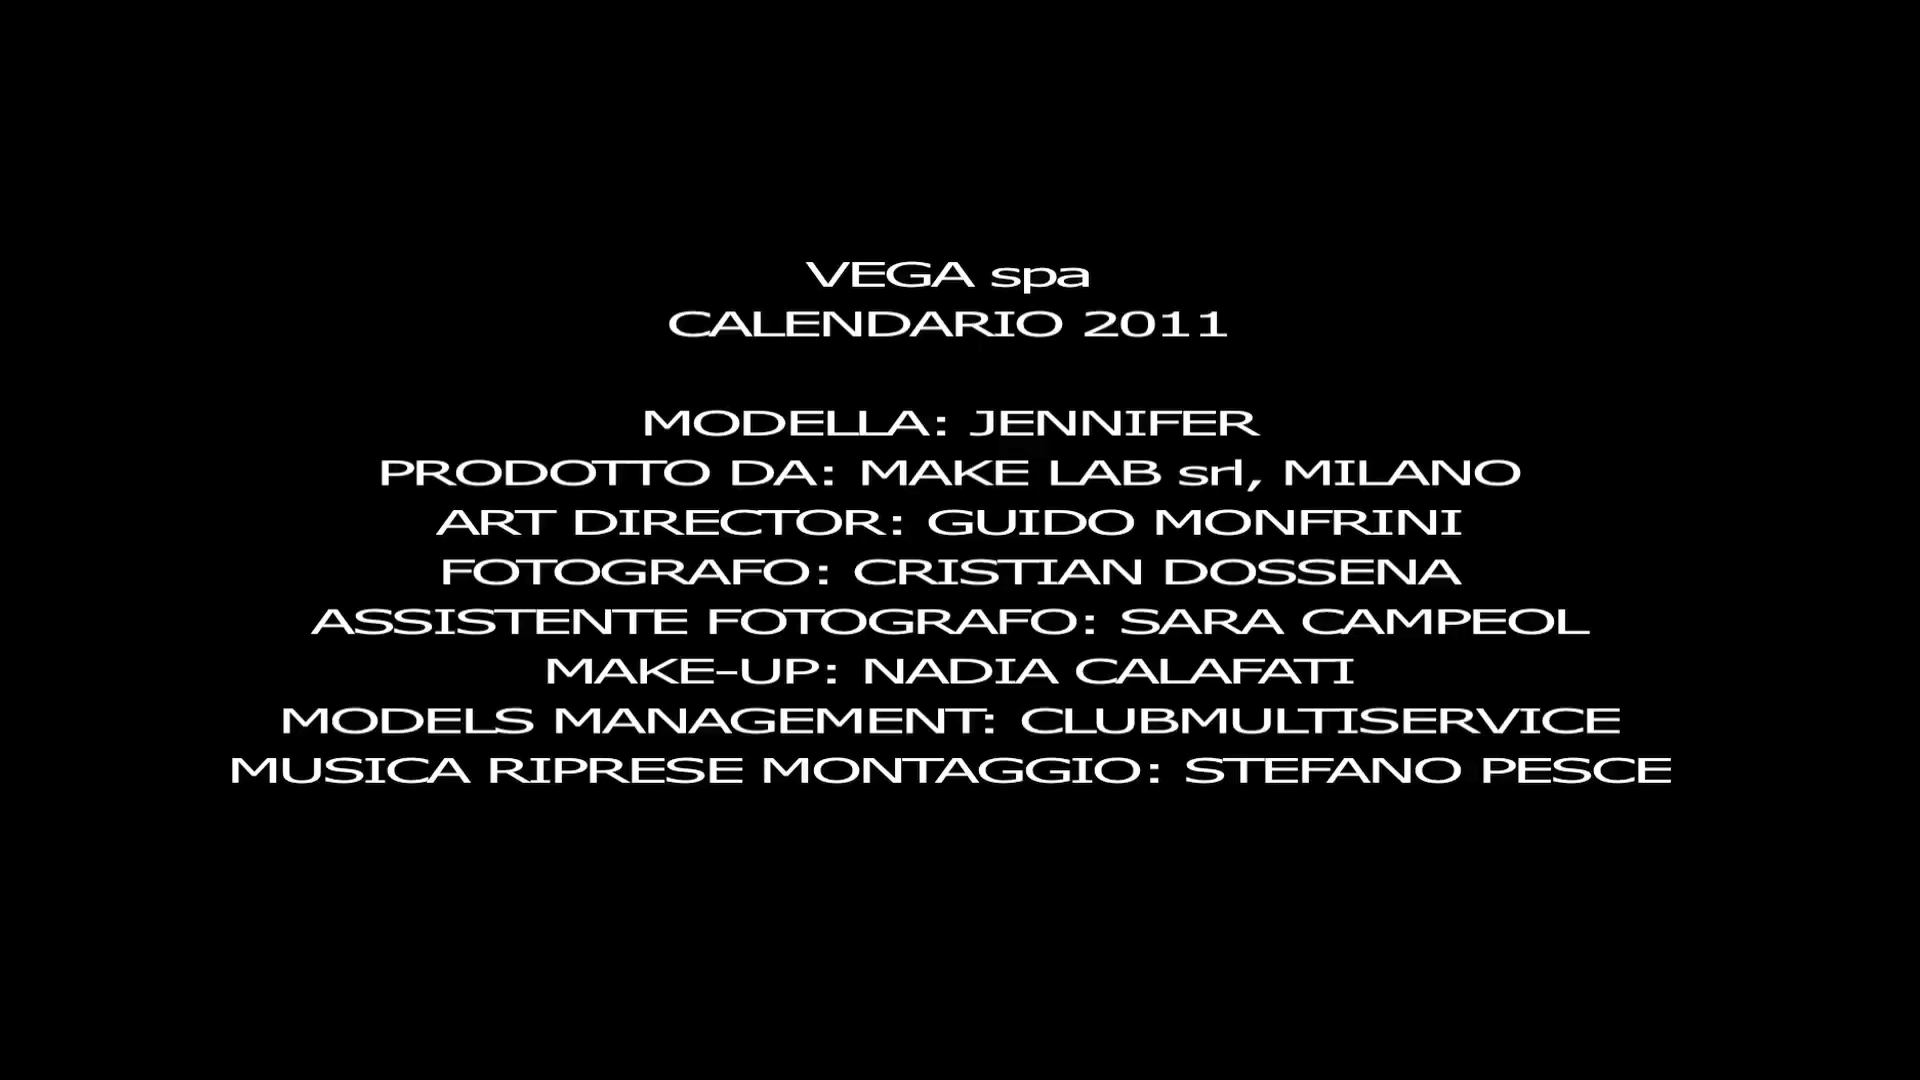 VEGA spa
CALENDARIO 2011
MODELLA: JENNIFER
PRODOTTO DA: MAKE LAB srl, MILANO
ART DIRECTOR: GUIDO MONFRINI
FOTOGRAFO: CRISTIAN DOSSENA
ASSISTENTE FOTOGRAFO: SARA CAMPEOL
MAKE-UP: NADIA CALAFATI
MODELS MANAGEMENT: CLUBMULTISERVICE
MUSICA RIPRESE MONTAGGIO: STEFANO PESCE